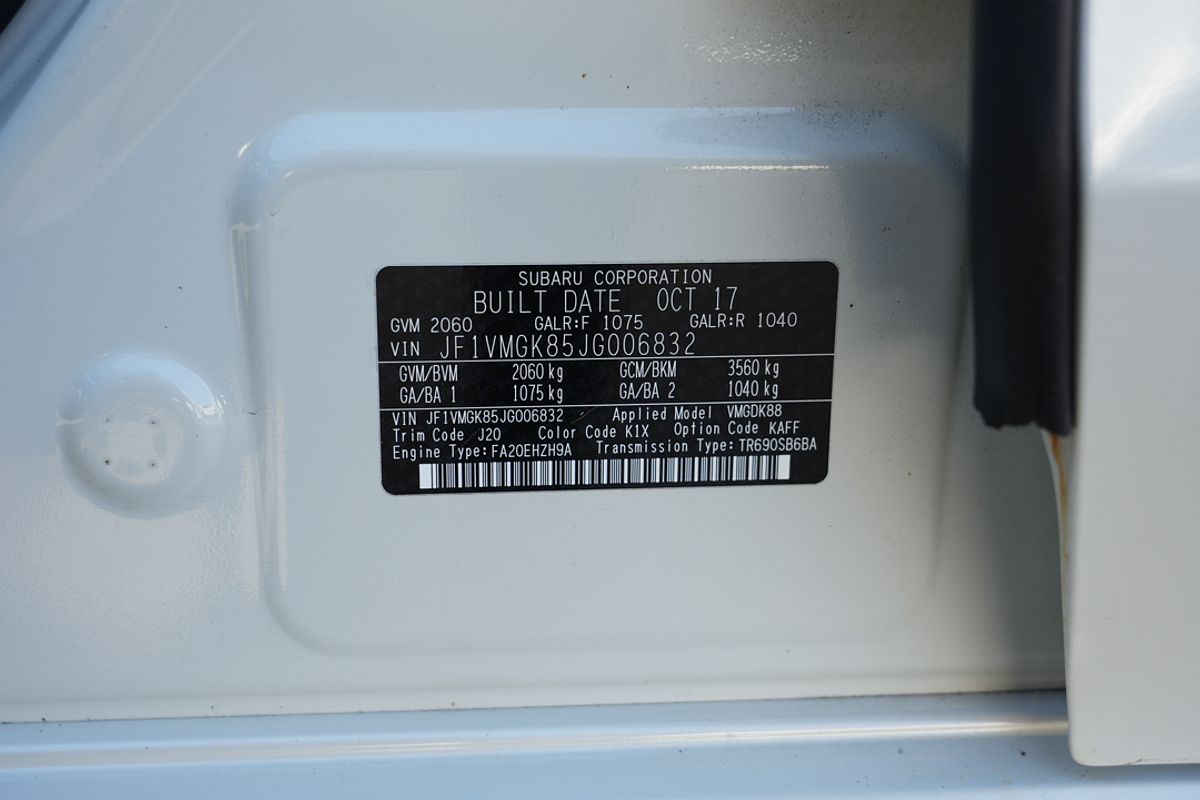 SUBARU CORPORATION
BUILT DATE OCT 17
GVM 2060 GALR:F 1075 GALR:R 1040
VIN JF1VMGK85JG006832
GVM/BVM 2060 kg GCM/BKM 3560 kg
GA/BA 1 1075 kg GA/BA 2 1040 kg
VIN JF1VMGK85JG006832 Applied Model VMGDK88
Trim Code J20 Color Code K1X Option Code KAFF
Engine Type:FA20EHZH9A Transmission Type:TR690SB6BA